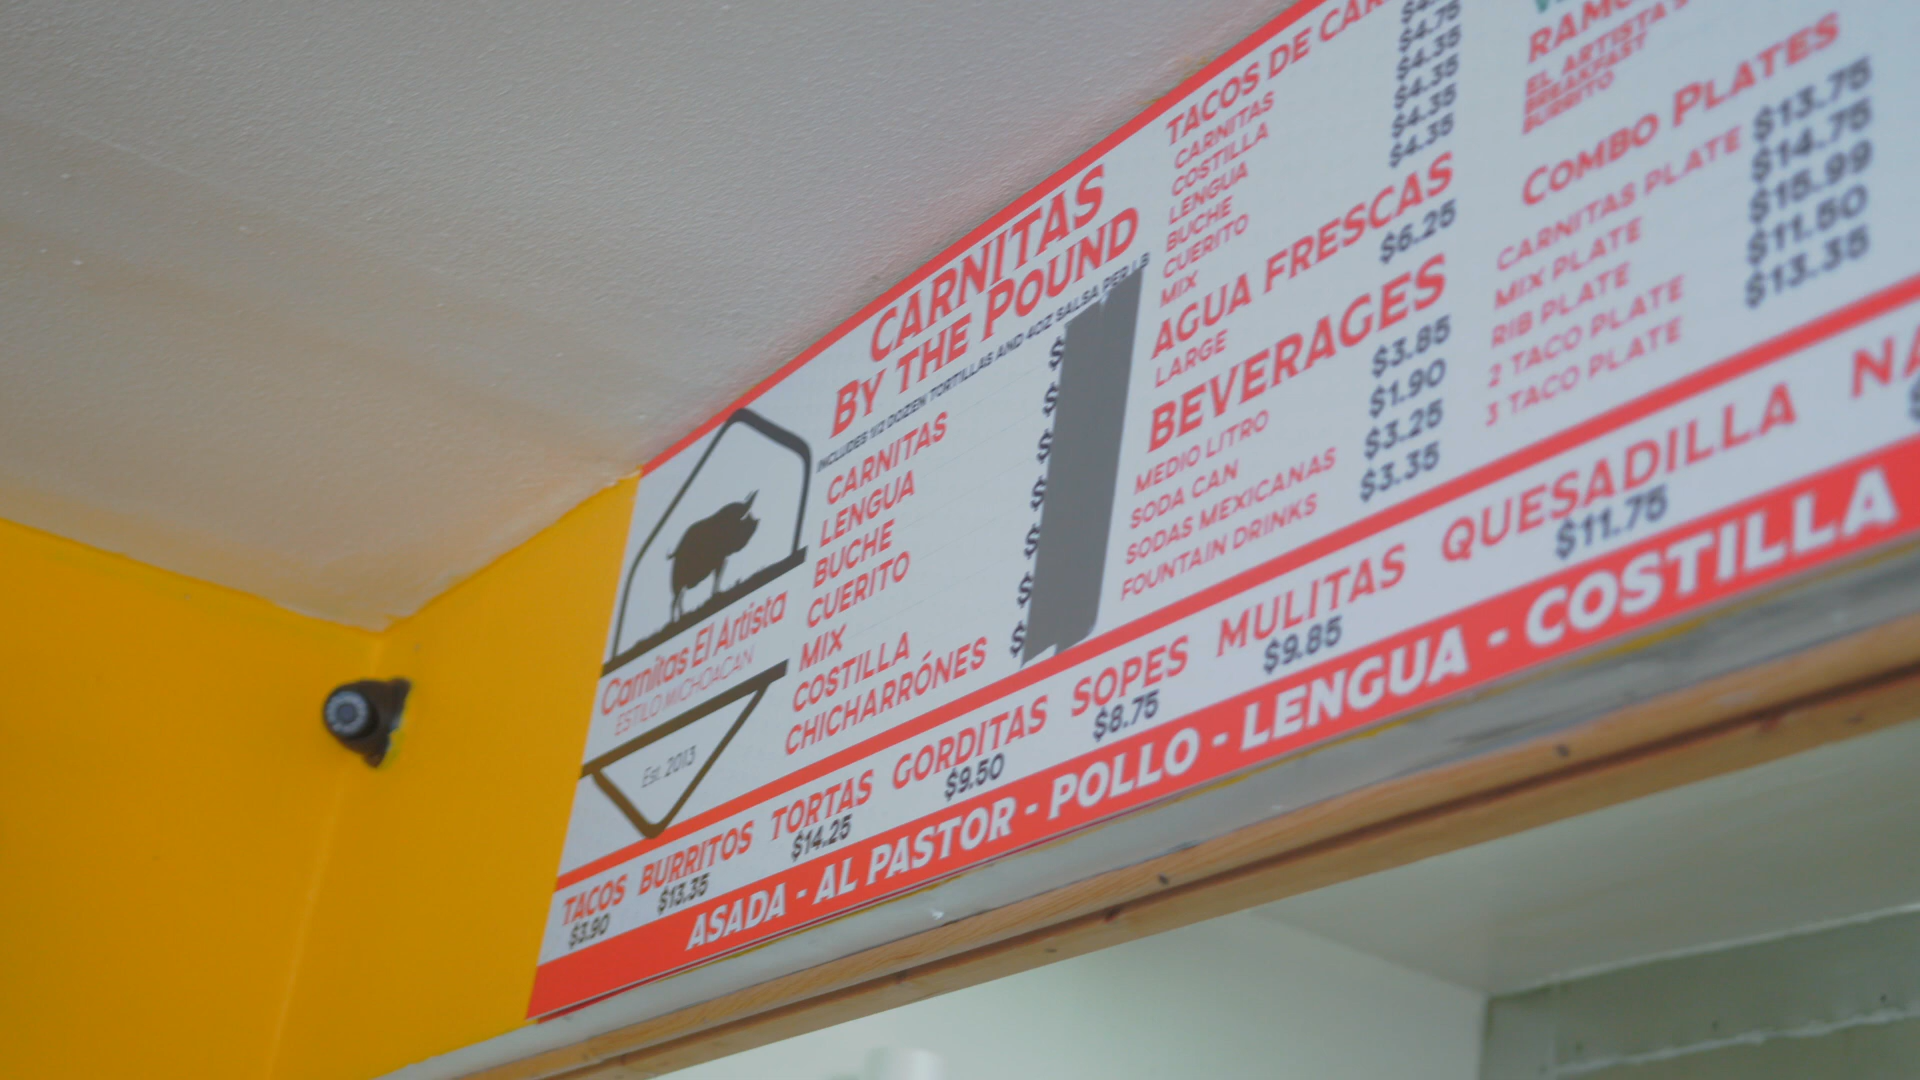 Carnitas El Artista
ESTILO MICHOACAN
Est. 2013
CARNITAS
BY THE POUND
INCLUDES 1/2 DOZEN TORTILLAS AND 4OZ SALSA PER LB
CARNITAS $
LENGUA $
BUCHE $
CUERITO $
MIX $
COSTILLA $
CHICHARRÓNES $
TACOS DE
CARNITAS
COSTILLA
LENGUA
BUCHE
CUERITO
MIX
$4.75
$4.35
$4.35
$4.35
$4.35
AGUA FRESCAS
LARGE $6.25
BEVERAGES
MEDIO LITRO $3.85
SODA CAN $1.90
SODAS MEXICANAS $3.25
FOUNTAIN DRINKS $3.35
EL ARTISTA'S
BREAKFAST
BURRITO
COMBO PLATES
CARNITAS PLATE $13.75
MIX PLATE $14.75
RIB PLATE $15.99
2 TACO PLATE $11.50
3 TACO PLATE $13.35
TACOS BURRITOS TORTAS GORDITAS SOPES MULITAS QUESADILLA
$3.90 $13.35 $14.25 $9.50 $8.75 $9.85 $11.75
ASADA - AL PASTOR - POLLO - LENGUA - COSTILLA